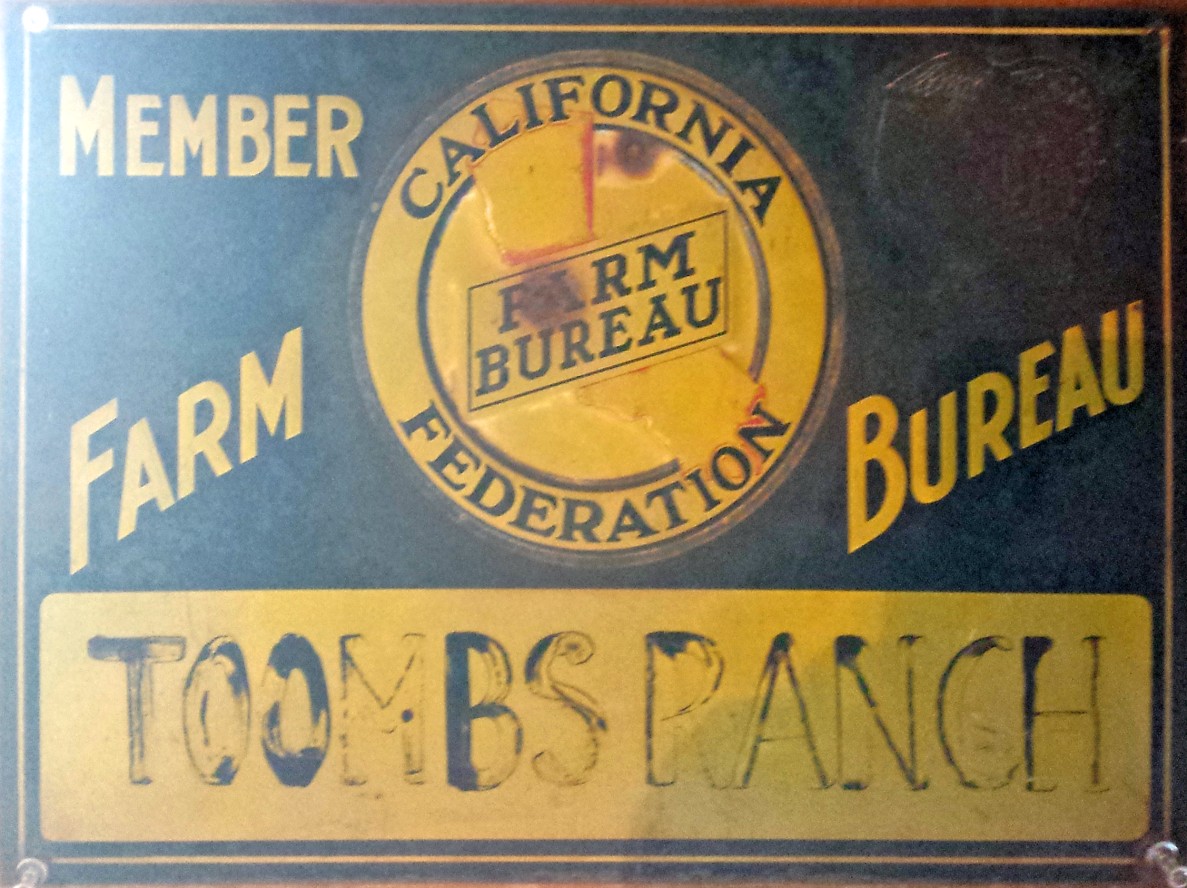 MEMBER
CALIFORNIA
FARM
BUREAU
FEDERATION
FARM BUREAU
TOOMBS RANCH